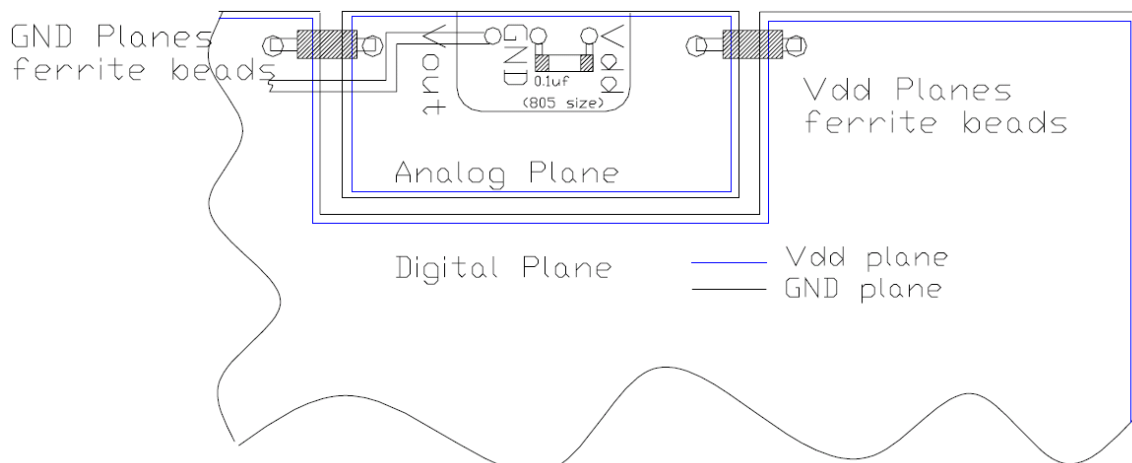 GND Planes
ferrite beads
Vout
GND
Vdd
0.1uf
(805 size)
Vdd Planes
ferrite beads
Analog Plane
Digital Plane
Vdd plane
GND plane